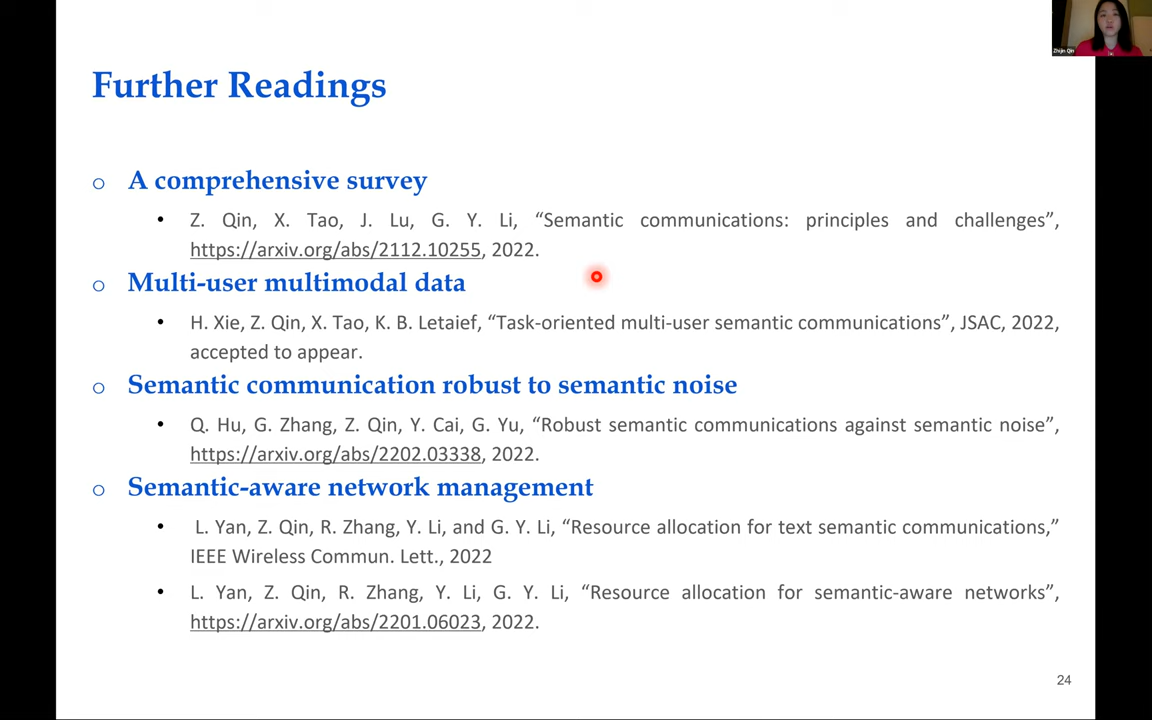 Zhijin Qin
Further Readings
o A comprehensive survey
• Z. Qin, X. Tao, J. Lu, G. Y. Li, “Semantic communications: principles and challenges”,
https://arxiv.org/abs/2112.10255, 2022.
o Multi-user multimodal data
• H. Xie, Z. Qin, X. Tao, K. B. Letaief, “Task-oriented multi-user semantic communications”, JSAC, 2022,
accepted to appear.
o Semantic communication robust to semantic noise
• Q. Hu, G. Zhang, Z. Qin, Y. Cai, G. Yu, “Robust semantic communications against semantic noise”,
https://arxiv.org/abs/2202.03338, 2022.
o Semantic-aware network management
• L. Yan, Z. Qin, R. Zhang, Y. Li, and G. Y. Li, “Resource allocation for text semantic communications,”
IEEE Wireless Commun. Lett., 2022
• L. Yan, Z. Qin, R. Zhang, Y. Li, G. Y. Li, “Resource allocation for semantic-aware networks”,
https://arxiv.org/abs/2201.06023, 2022.
24